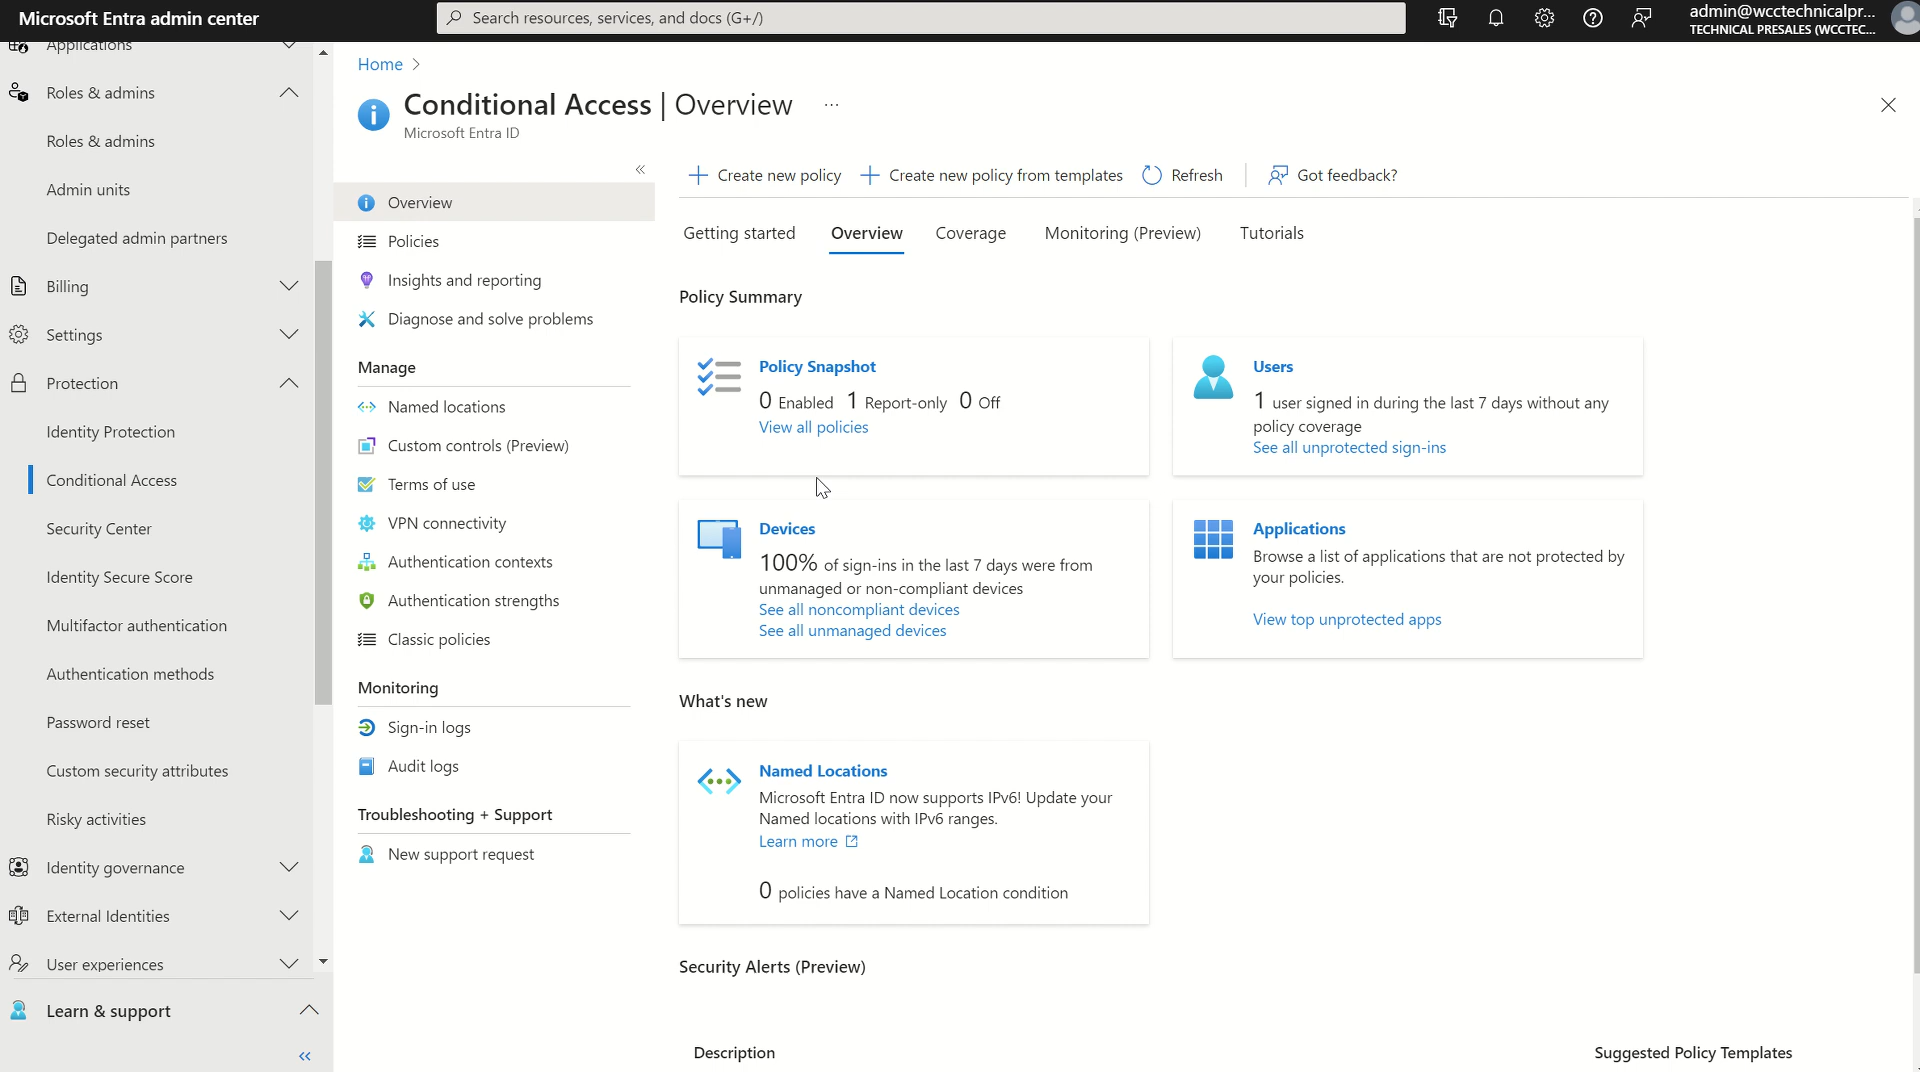 Microsoft Entra admin center
Search resources, services, and docs (G+/)
admin@wcctechnicalpr...
TECHNICAL PRESALES (WCCTEC...
Applications
Roles & admins
Roles & admins
Admin units
Delegated admin partners
Billing
Settings
Protection
Identity Protection
Conditional Access
Security Center
Identity Secure Score
Multifactor authentication
Authentication methods
Password reset
Custom security attributes
Risky activities
Identity governance
External Identities
User experiences
Learn & support
Home
Conditional Access | Overview
Microsoft Entra ID
Overview
Policies
Insights and reporting
Diagnose and solve problems
Manage
Named locations
Custom controls (Preview)
Terms of use
VPN connectivity
Authentication contexts
Authentication strengths
Classic policies
Monitoring
Sign-in logs
Audit logs
Troubleshooting + Support
New support request
Create new policy
Create new policy from templates
Refresh
Got feedback?
Getting started
Overview
Coverage
Monitoring (Preview)
Tutorials
Policy Summary
Policy Snapshot
0 Enabled 1 Report-only 0 Off
View all policies
Users
1 user signed in during the last 7 days without any
policy coverage
See all unprotected sign-ins
Devices
100% of sign-ins in the last 7 days were from
unmanaged or non-compliant devices
See all noncompliant devices
See all unmanaged devices
Applications
Browse a list of applications that are not protected by
your policies.
View top unprotected apps
What's new
Named Locations
Microsoft Entra ID now supports IPv6! Update your
Named locations with IPv6 ranges.
Learn more
0 policies have a Named Location condition
Security Alerts (Preview)
Description
Suggested Policy Templates